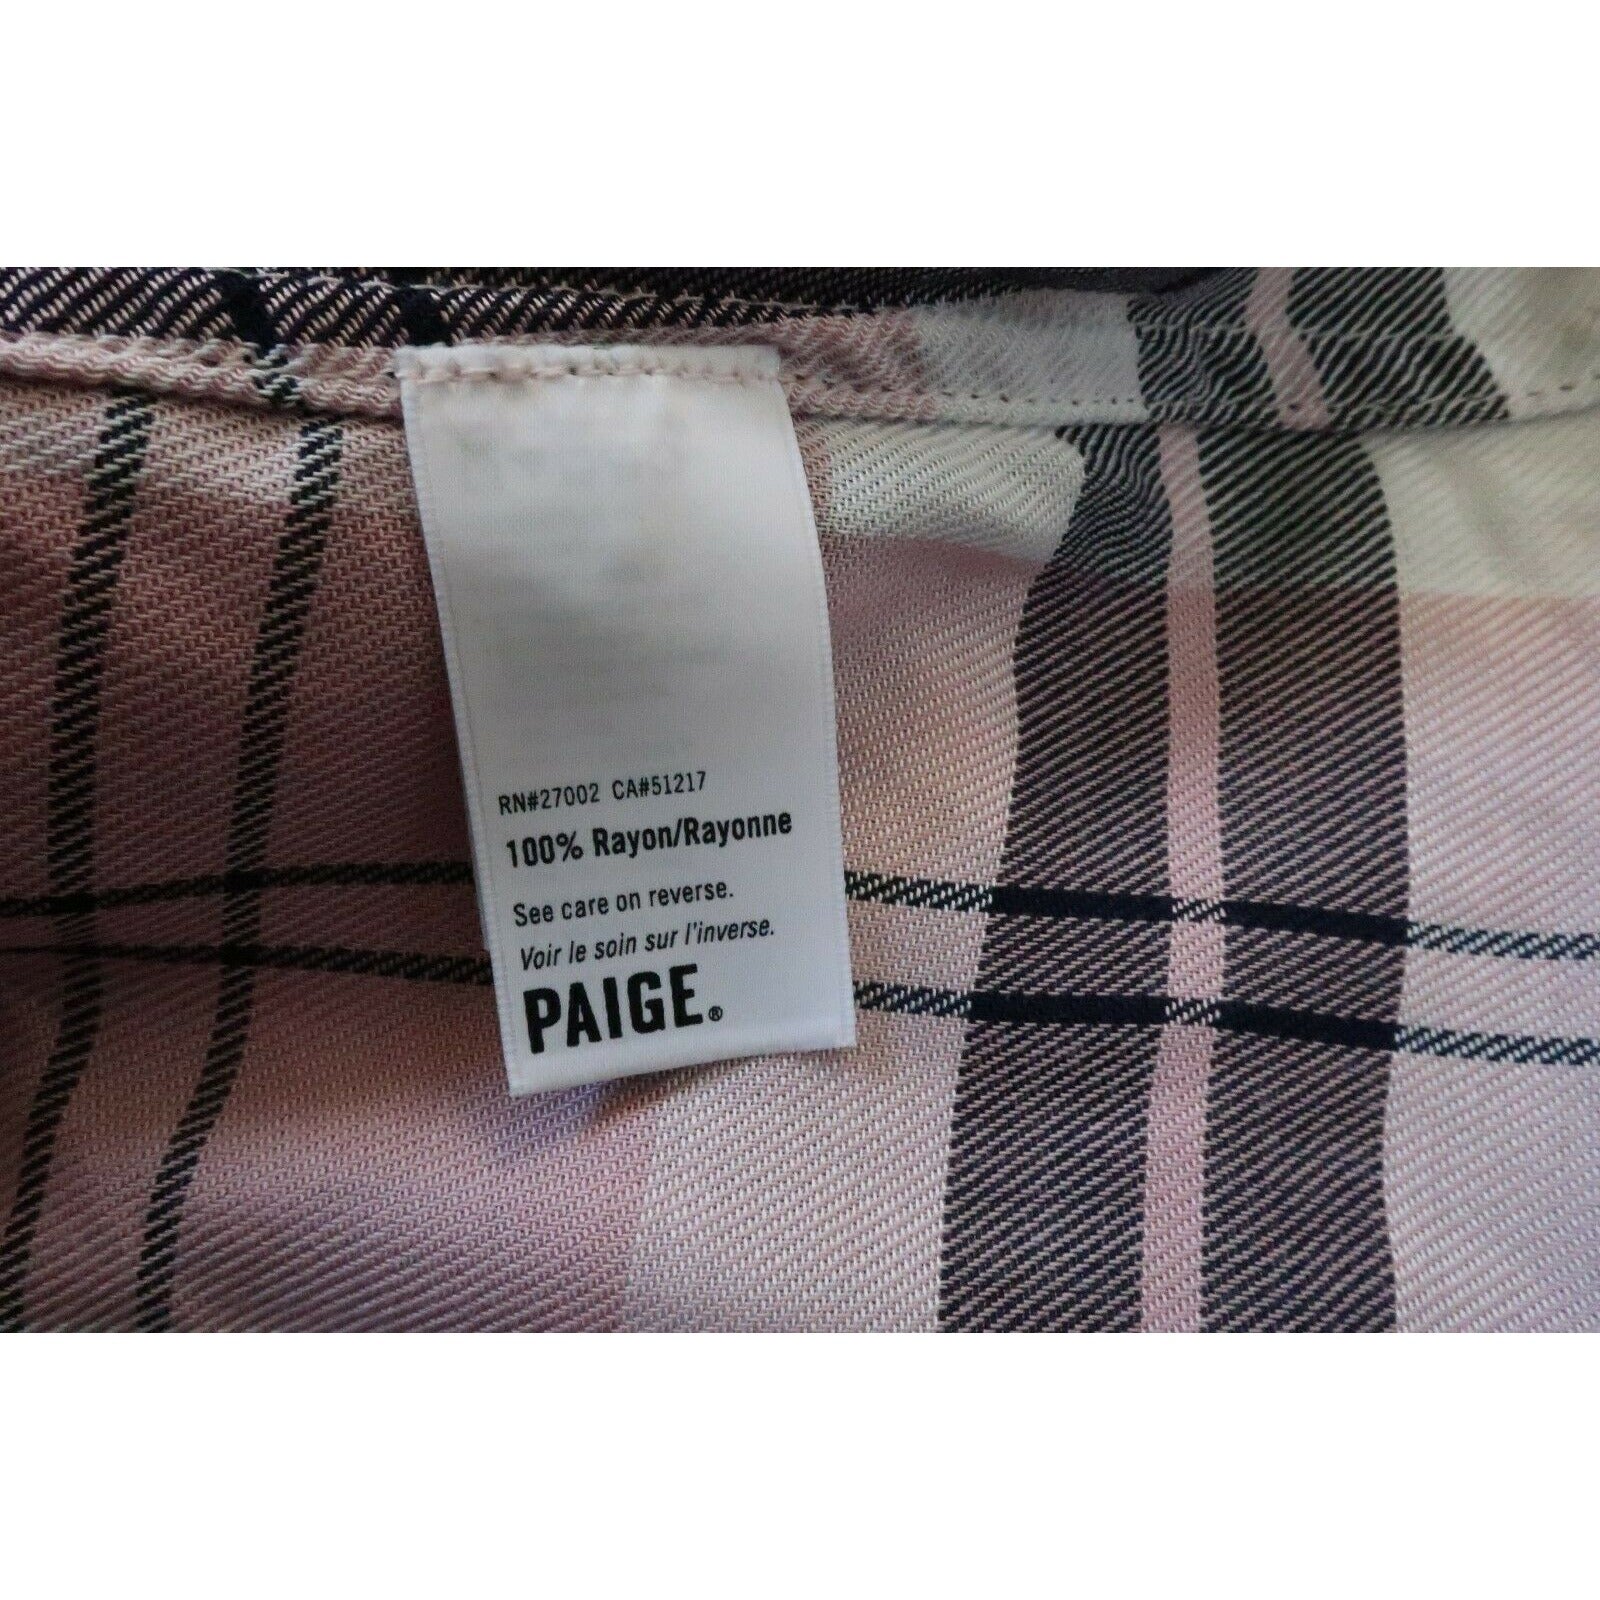 RN#27002 CA#51217
100% Rayon/Rayonne
See care on reverse.
Voir le soin sur l'inverse.
PAIGE®